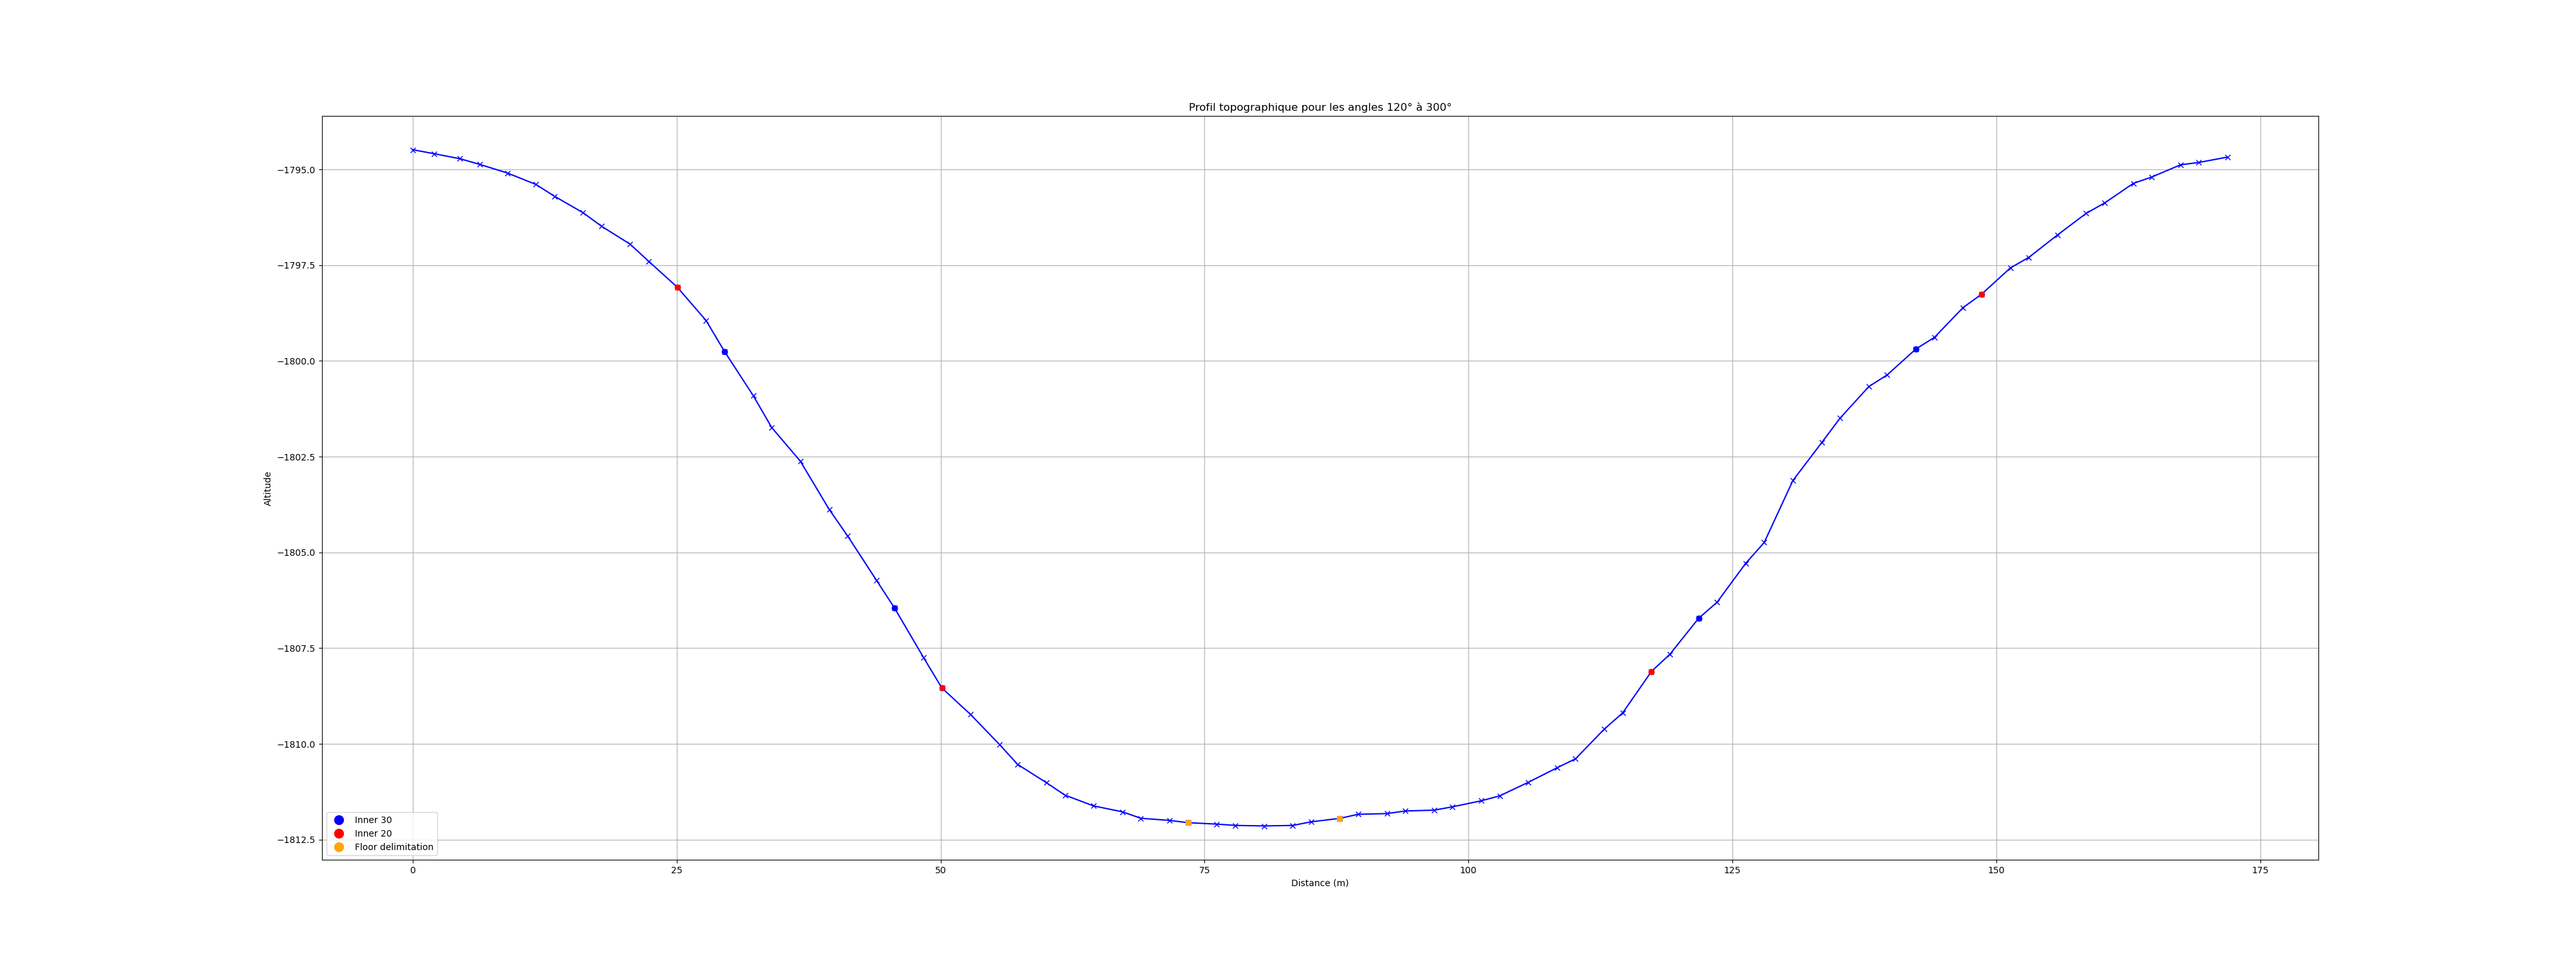 Profil topographique pour les angles 120° à 300°
−1795.0
−1797.5
−1800.0
−1802.5
−1805.0
−1807.5
−1810.0
−1812.5
Altitude
Inner 30
Inner 20
Floor delimitation
0
25
50
75
100
125
150
175
Distance (m)